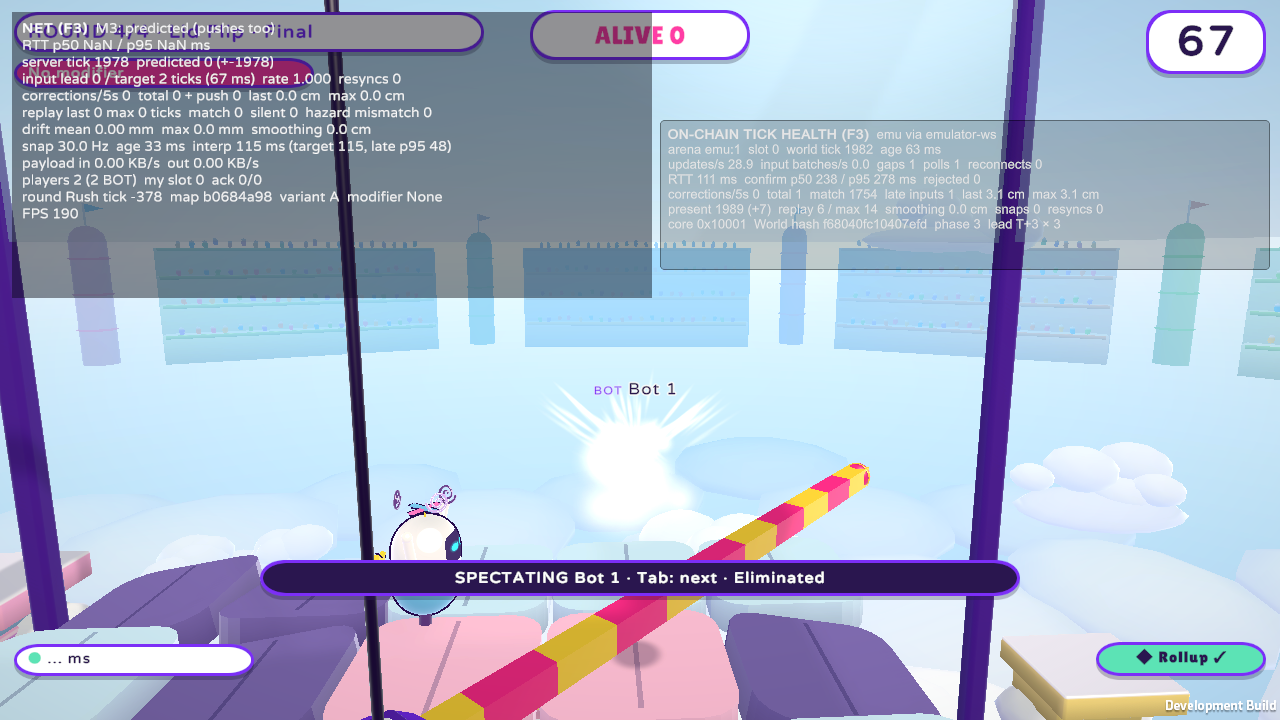 NET (F3) M3: predicted (pushes too)
RTT p50 NaN / p95 NaN ms
server tick 1978 predicted 0 (+-1978)
input lead 0 / target 2 ticks (67 ms) rate 1.000 resyncs 0
corrections/5s 0 total 0 + push 0 last 0.0 cm max 0.0 cm
replay last 0 max 0 ticks match 0 silent 0 hazard mismatch 0
drift mean 0.00 mm max 0.0 mm smoothing 0.0 cm
snap 30.0 Hz age 33 ms interp 115 ms (target 115, late p95 48)
payload in 0.00 KB/s out 0.00 KB/s
players 2 (2 BOT) my slot 0 ack 0/0
round Rush tick -378 map b0684a98 variant A modifier None
FPS 190
Final
No modifier
ALIVE 0
67
ON-CHAIN TICK HEALTH (F3) emu via emulator-ws
arena emu:1 slot 0 world tick 1982 age 63 ms
updates/s 28.9 input batches/s 0.0 gaps 1 polls 1 reconnects 0
RTT 111 ms confirm p50 238 / p95 278 ms rejected 0
corrections/5s 0 total 1 match 1754 late inputs 1 last 3.1 cm max 3.1 cm
present 1989 (+7) replay 6 / max 14 smoothing 0.0 cm snaps 0 resyncs 0
core 0x10001 World hash f68040fc10407efd phase 3 lead T+3 × 3
BOT Bot 1
SPECTATING Bot 1 · Tab: next · Eliminated
... ms
◆ Rollup ✓
Development Build